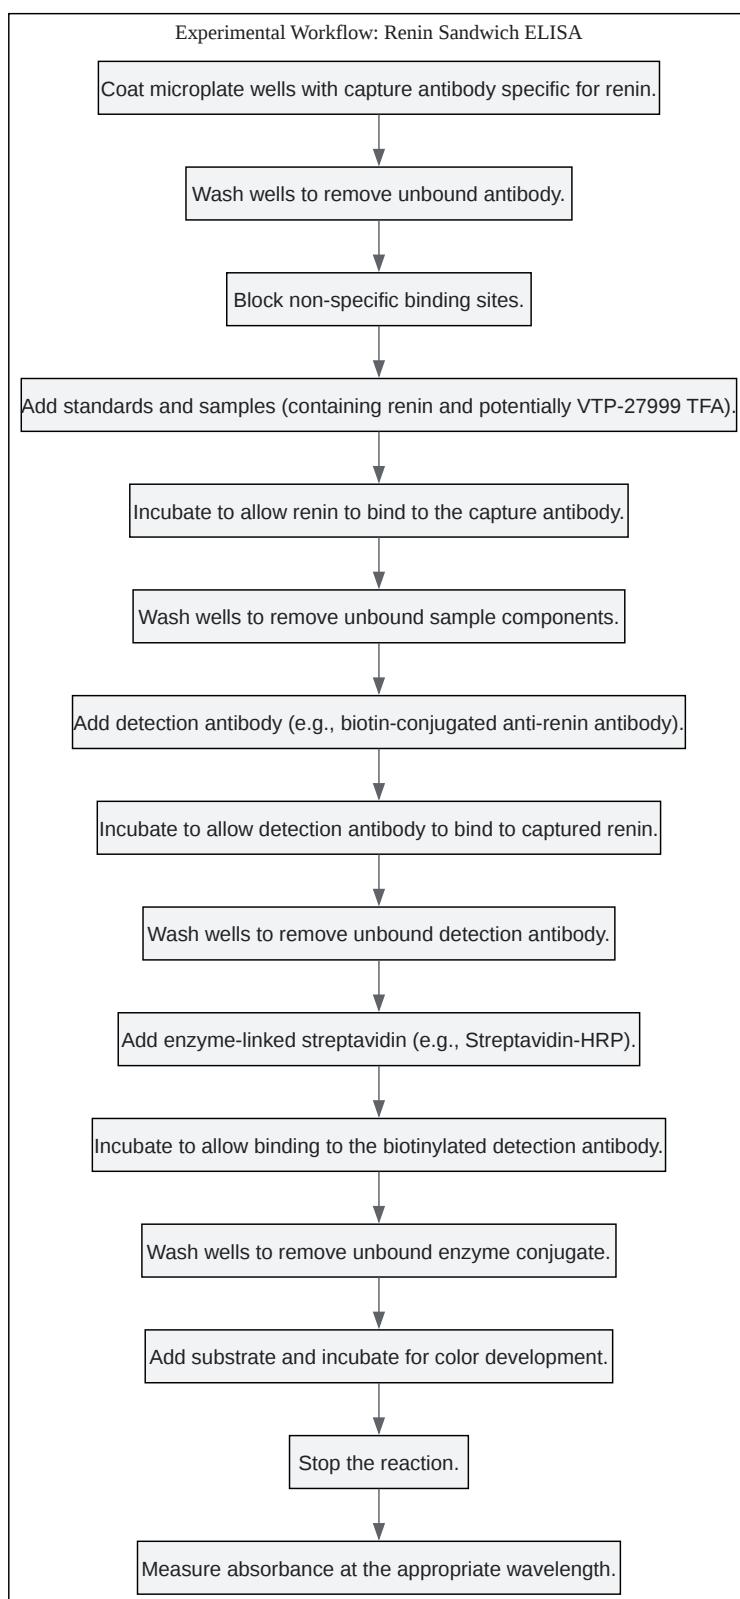 Experimental Workflow: Renin Sandwich ELISA
Coat microplate wells with capture antibody specific for renin.
Wash wells to remove unbound antibody.
Block non-specific binding sites.
Add standards and samples (containing renin and potentially VTP-27999 TFA).
Incubate to allow renin to bind to the capture antibody.
Wash wells to remove unbound sample components.
Add detection antibody (e.g., biotin-conjugated anti-renin antibody).
Incubate to allow detection antibody to bind to captured renin.
Wash wells to remove unbound detection antibody.
Add enzyme-linked streptavidin (e.g., Streptavidin-HRP).
Incubate to allow binding to the biotinylated detection antibody.
Wash wells to remove unbound enzyme conjugate.
Add substrate and incubate for color development.
Stop the reaction.
Measure absorbance at the appropriate wavelength.